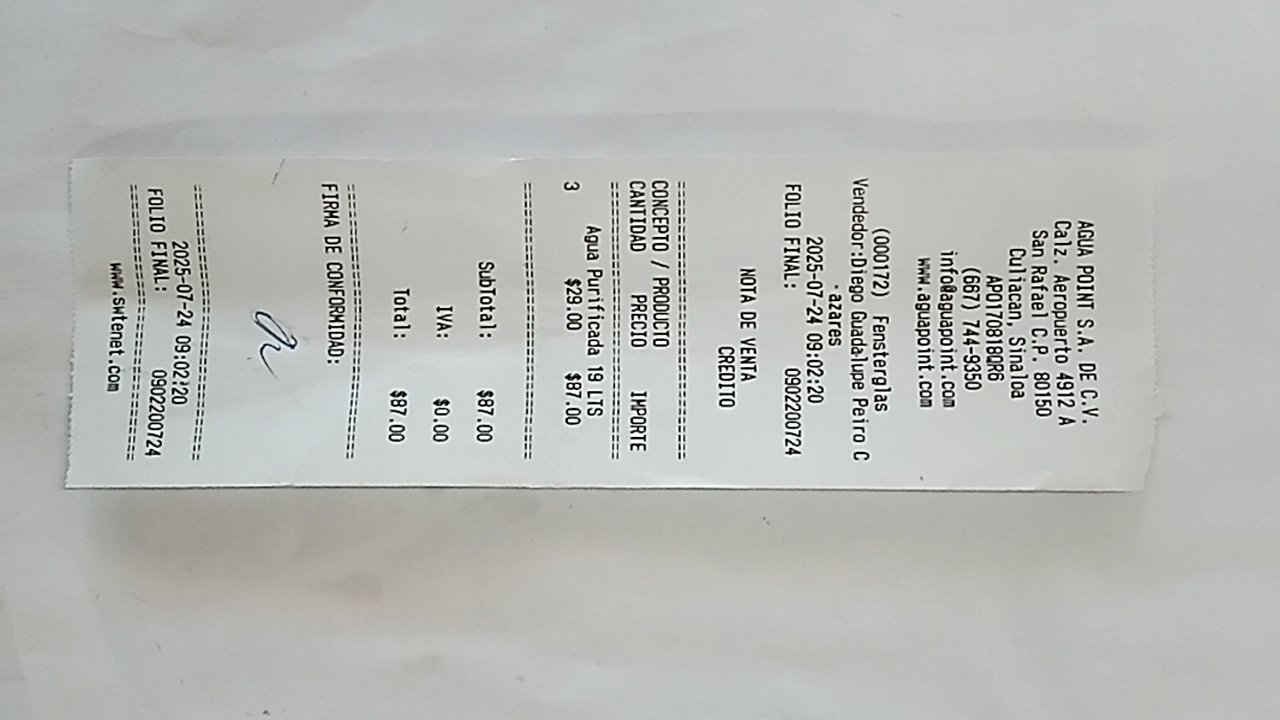 AGUA POINT S.A. DE C.V.
Calz. Aeropuerto 4912 A
San Rafael C.P. 80150
Culiacan, Sinaloa
APO170818QR6
(667) 744-9350
info@aguapoint.com
www.aguapoint.com
(000172) Fensterglas
Vendedor:Diego Guadalupe Peiro C
azares
2025-07-24 09:02:20
FOLIO FINAL: 0902200724
NOTA DE VENTA
CREDITO
================================
CONCEPTO / PRODUCTO
CANTIDAD PRECIO IMPORTE
================================
Agua Purificada 19 LTS
3 $29.00 $87.00
================================
SubTotal: $87.00
IVA: $0.00
Total: $87.00
================================
FIRMA DE CONFORMIDAD:
================================
2025-07-24 09:02:20
FOLIO FINAL: 0902200724
================================
www.swtenet.com